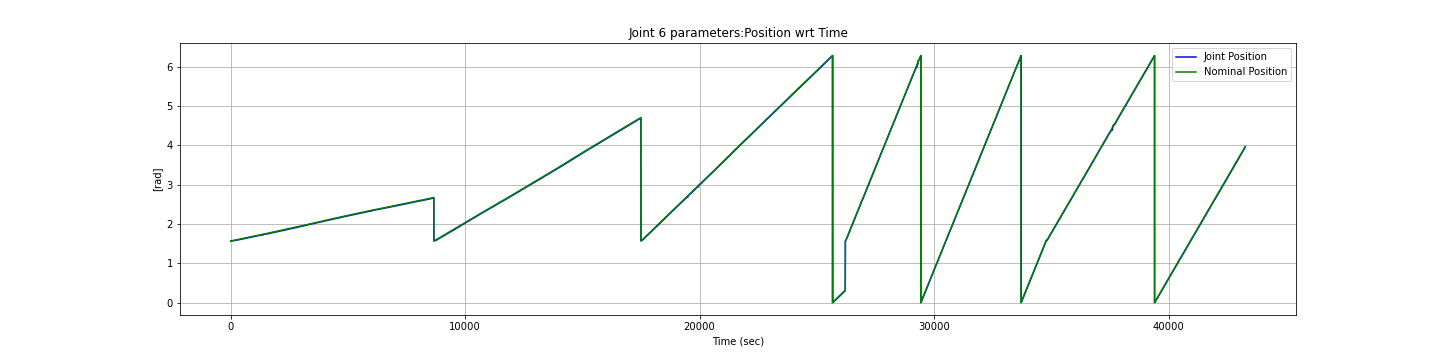 Joint 6 parameters:Position wrt Time
Joint Position
Nominal Position
6
5
4
3
2
1
0
[rad]
0 10000 20000 30000 40000
Time (sec)